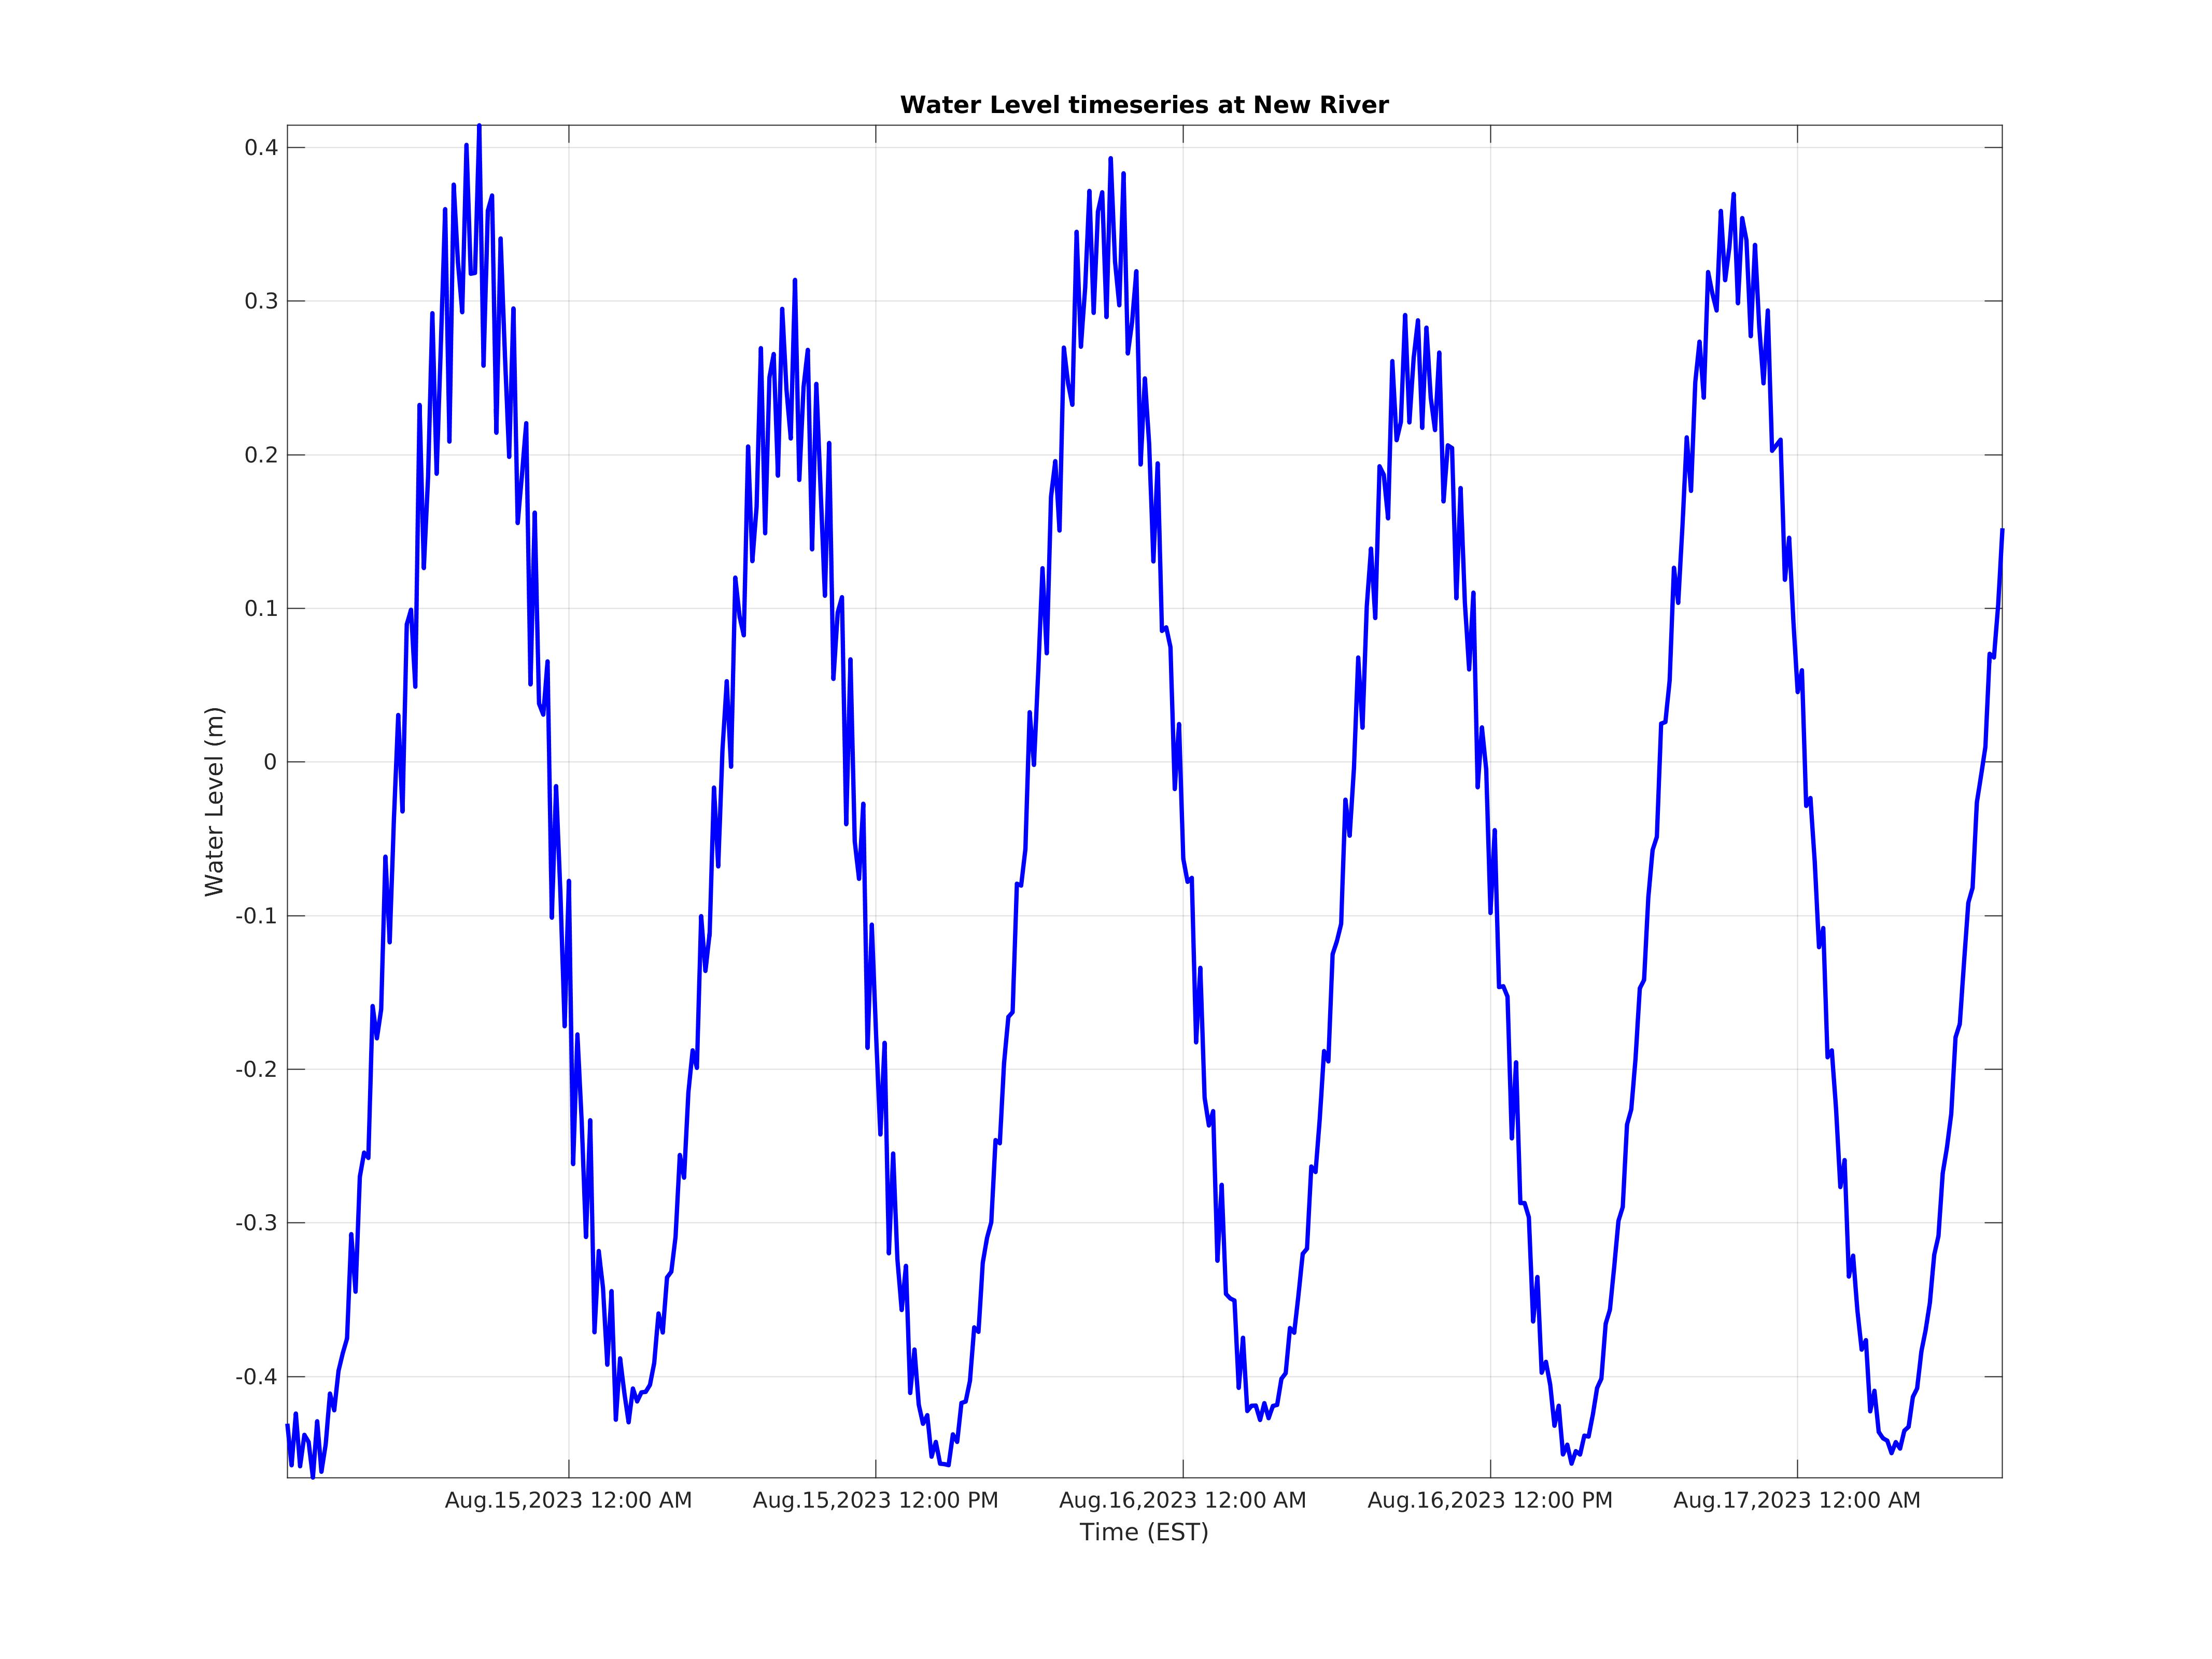 Water Level timeseries at New River
0.4
0.3
0.2
0.1
0
-0.1
-0.2
-0.3
-0.4
Water Level (m)
Aug.15,2023 12:00 AM
Aug.15,2023 12:00 PM
Aug.16,2023 12:00 AM
Aug.16,2023 12:00 PM
Aug.17,2023 12:00 AM
Time (EST)